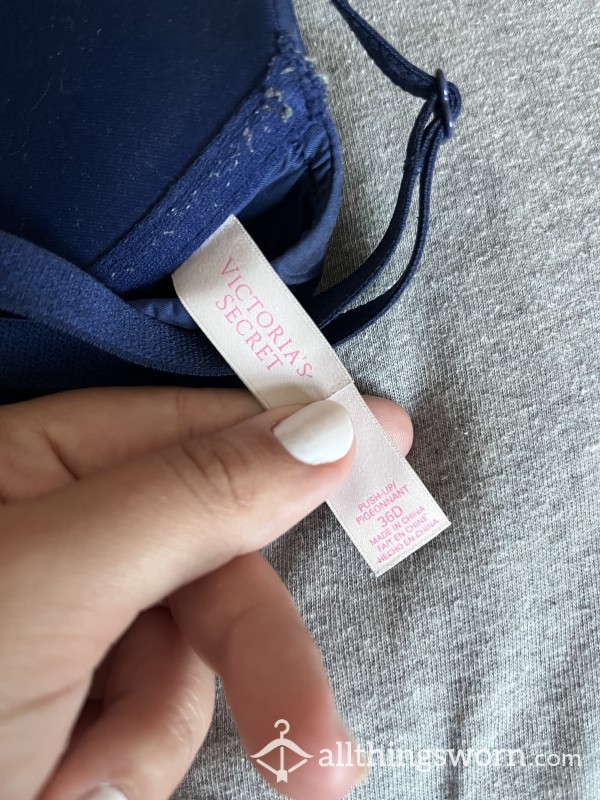 VICTORIA'S
SECRET
PUSH-UP/
PIGEONNANT
36D
MADE IN CHINA
FAIT EN CHINE
HECHO EN CHINA
allthingsworn.com